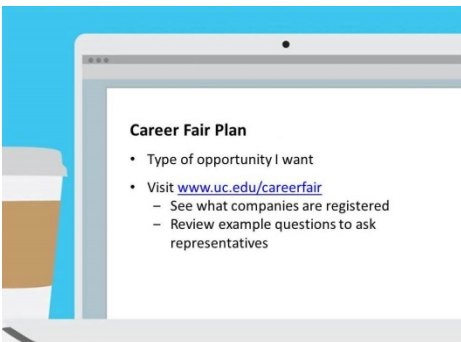 Career Fair Plan
• Type of opportunity I want
• Visit www.uc.edu/careerfair
– See what companies are registered
– Review example questions to ask
representatives